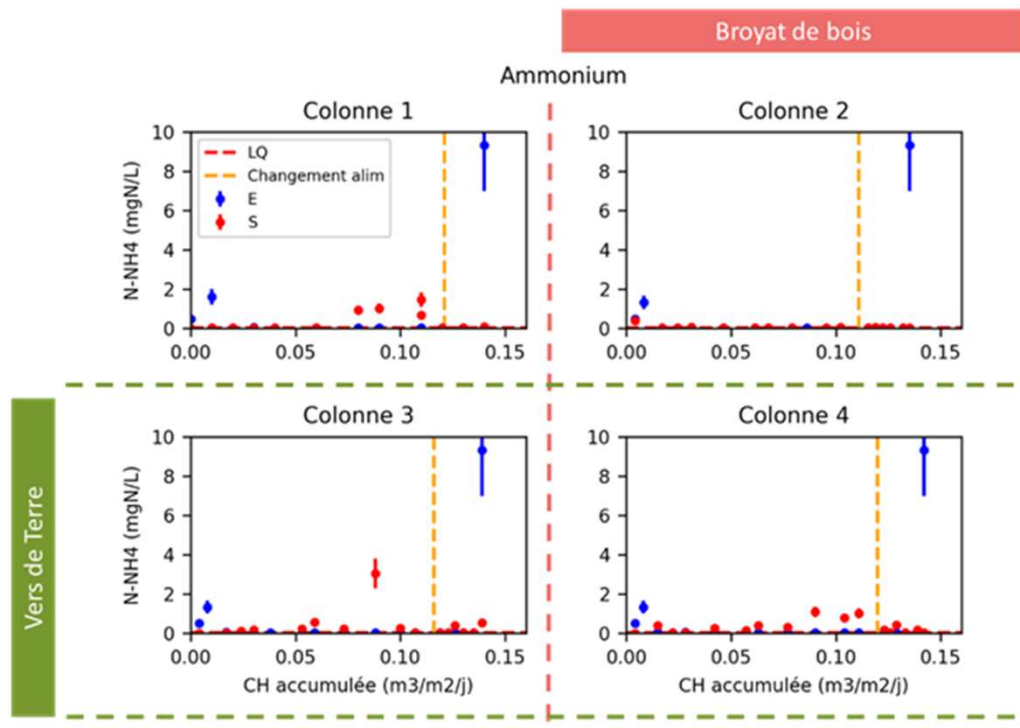 Broyat de bois
Ammonium
Colonne 1
Colonne 2
10
8
6
4
2
0
N-NH4 (mgN/L)
LQ
Changement alim
E
S
0.00
0.05
0.10
0.15
10
8
6
4
2
0
0.00
0.05
0.10
0.15
Vers de Terre
Colonne 3
Colonne 4
10
8
6
4
2
0
N-NH4 (mgN/L)
0.00
0.05
0.10
0.15
CH accumulée (m3/m2/j)
10
8
6
4
2
0
0.00
0.05
0.10
0.15
CH accumulée (m3/m2/j)